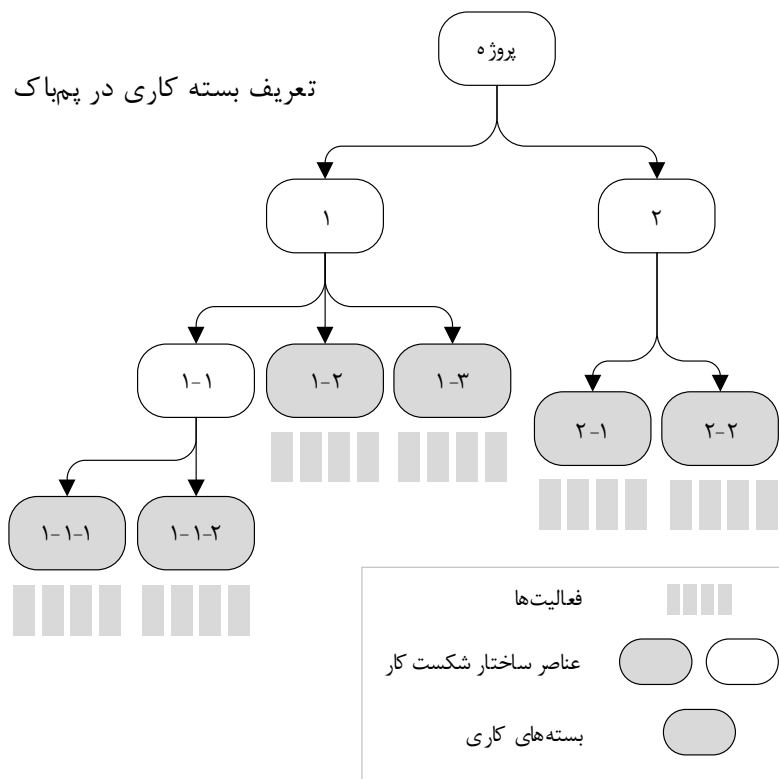 پروژه
تعریف بسته کاری در پم‌باک
۱
۲
۱-۱
۱-۲
۱-۳
۲-۱
۲-۲
۱-۱-۱
۱-۱-۲
فعالیت‌ها
عناصر ساختار شکست کار
بسته‌های کاری